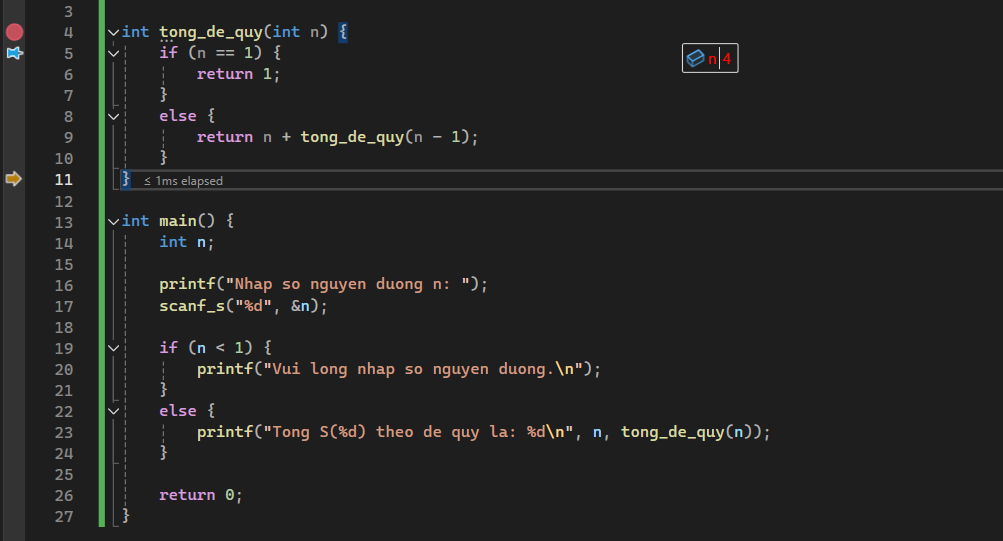 3
4 int tong_de_quy(int n) {
5 if (n == 1) { n 4
6 return 1;
7 }
8 else {
9 return n + tong_de_quy(n - 1);
10 }
11 } ≤ 1ms elapsed
12
13 int main() {
14 int n;
15
16 printf("Nhap so nguyen duong n: ");
17 scanf_s("%d", &n);
18
19 if (n < 1) {
20 printf("Vui long nhap so nguyen duong.\n");
21 }
22 else {
23 printf("Tong S(%d) theo de quy la: %d\n", n, tong_de_quy(n));
24 }
25
26 return 0;
27 }